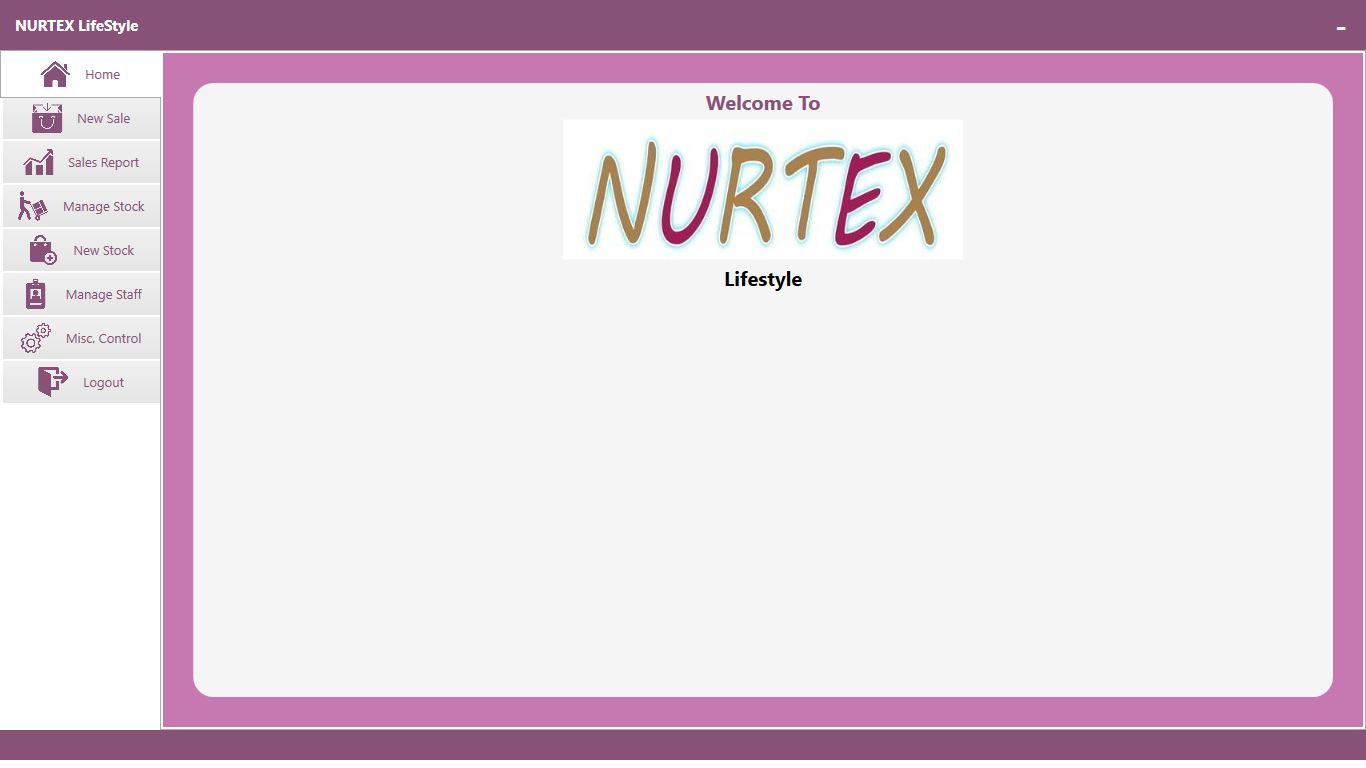 NURTEX LifeStyle
Home
New Sale
Sales Report
Manage Stock
New Stock
Manage Staff
Misc. Control
Logout
Welcome To
NURTEX
Lifestyle